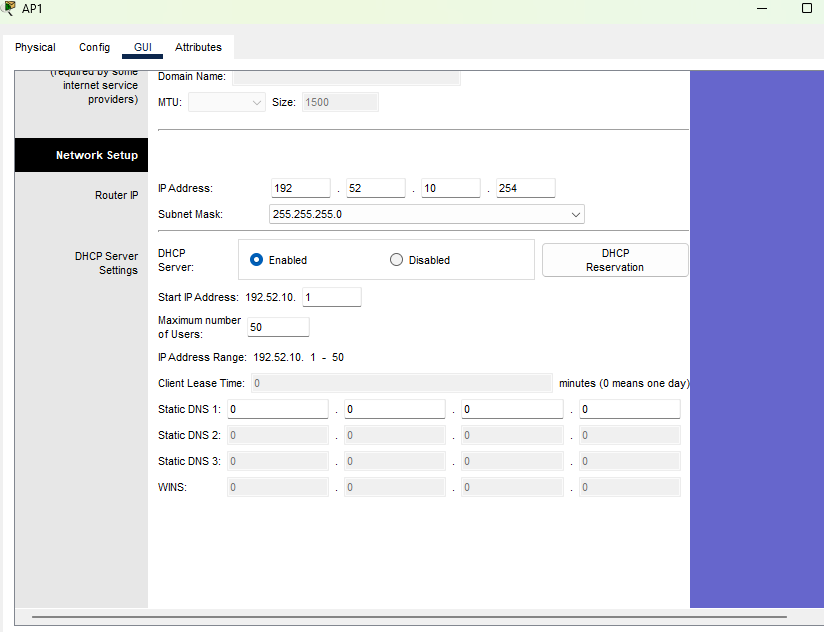 AP1
Physical Config GUI Attributes
(required by some
internet service
providers)
Domain Name:
MTU: Size: 1500
Network Setup
Router IP
IP Address: 192 . 52 . 10 . 254
Subnet Mask: 255.255.255.0
DHCP Server
Settings
DHCP
Server:
Enabled Disabled
DHCP
Reservation
Start IP Address: 192.52.10. 1
Maximum number
of Users:
50
IP Address Range: 192.52.10. 1 - 50
Client Lease Time: 0 minutes (0 means one day)
Static DNS 1: 0 . 0 . 0 . 0
Static DNS 2: 0 . 0 . 0 . 0
Static DNS 3: 0 . 0 . 0 . 0
WINS: 0 . 0 . 0 . 0